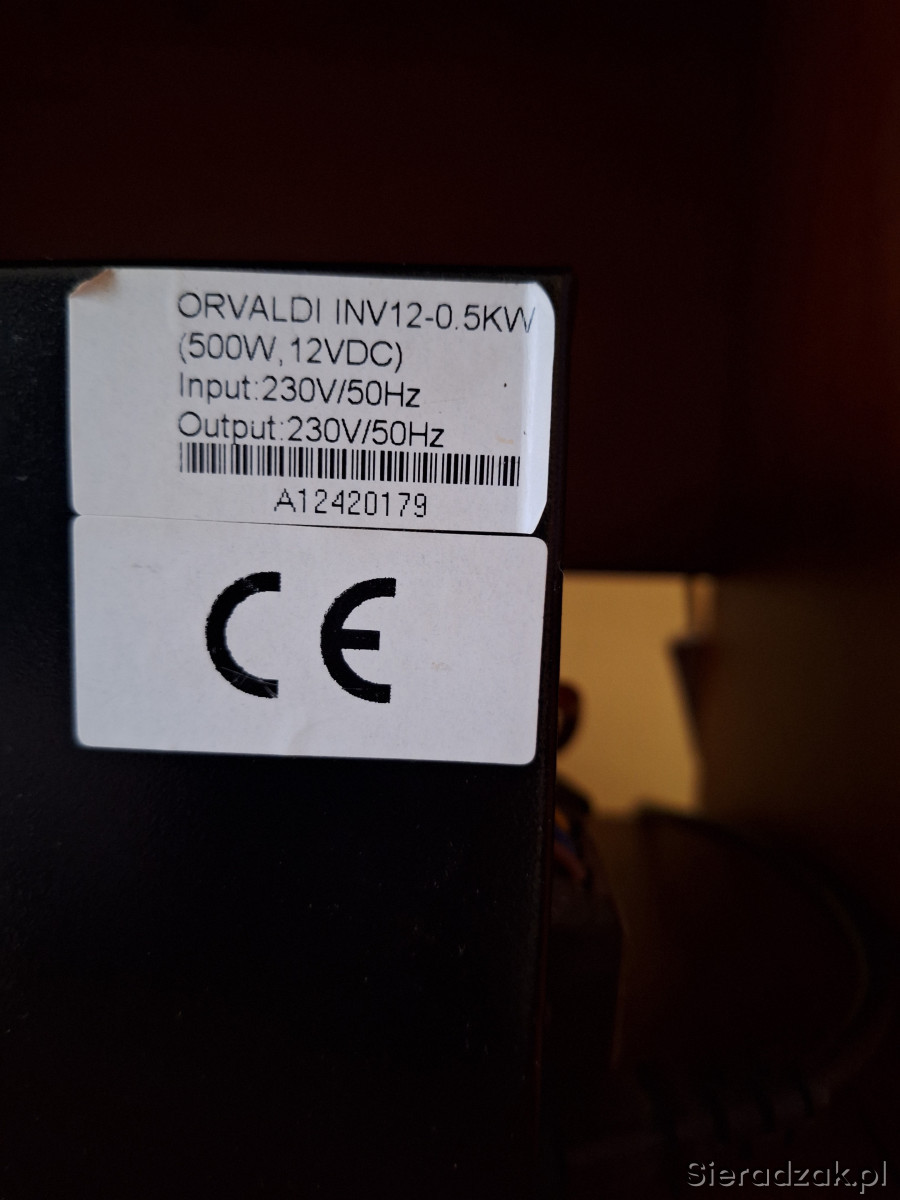 ORVALDI INV12-0.5KW
(500W,12VDC)
Input:230V/50Hz
Output:230V/50Hz
A12420179
CE
Sieradzak.pl